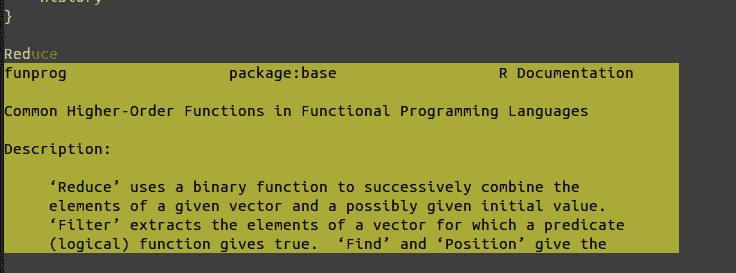 }
Reduce
funprog package:base R Documentation
Common Higher-Order Functions in Functional Programming Languages
Description:
‘Reduce’ uses a binary function to successively combine the
elements of a given vector and a possibly given initial value.
‘Filter’ extracts the elements of a vector for which a predicate
(logical) function gives true. ‘Find’ and ‘Position’ give the